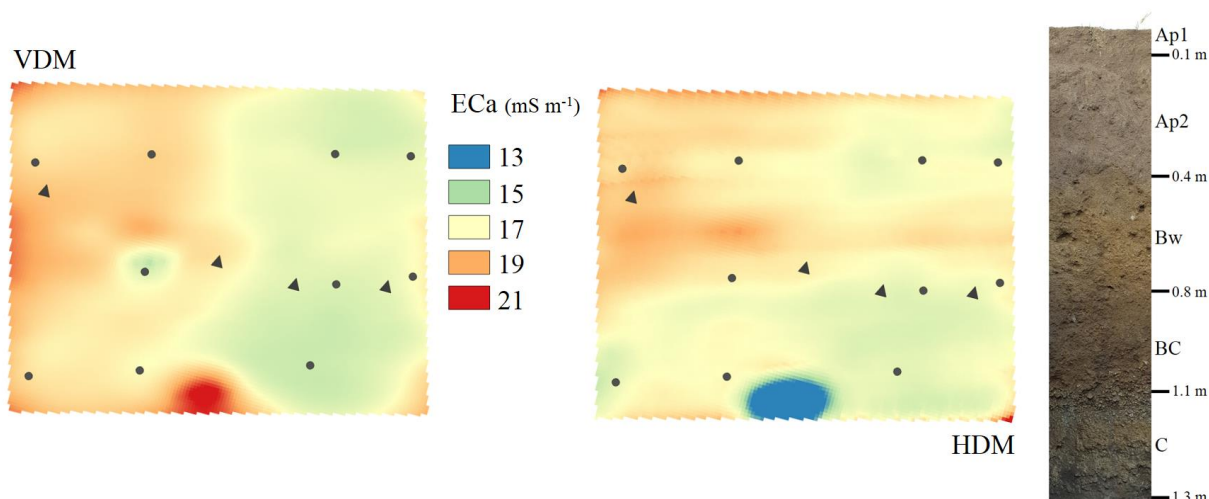 VDM
ECa (mS m⁻¹)
13
15
17
19
21
HDM
Ap1
0.1 m
Ap2
0.4 m
Bw
0.8 m
BC
1.1 m
C
1.3 m